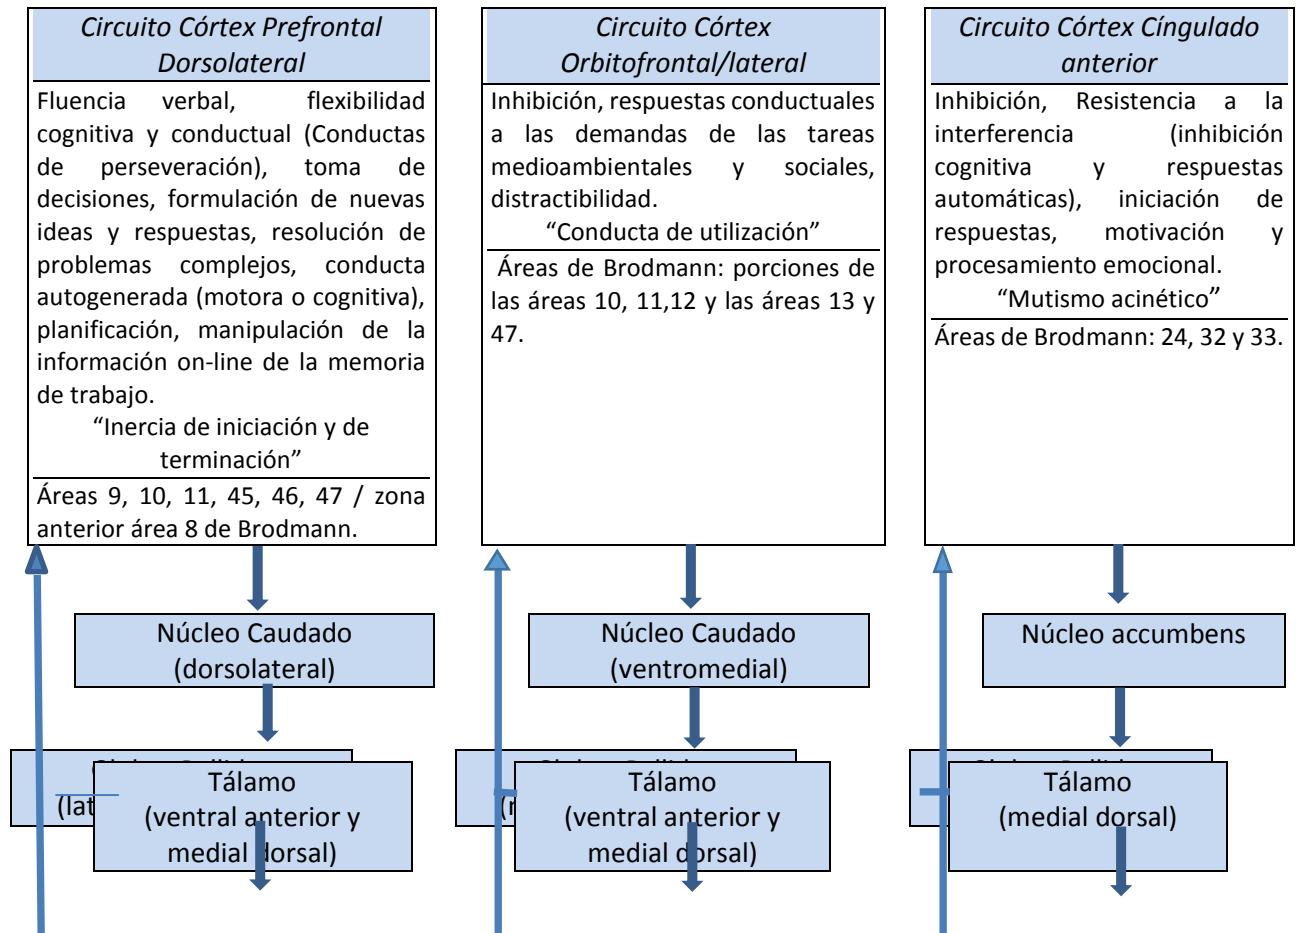 Circuito Córtex Prefrontal
Dorsolateral
Fluencia verbal, flexibilidad
cognitiva y conductual (Conductas
de perseveración), toma de
decisiones, formulación de nuevas
ideas y respuestas, resolución de
problemas complejos, conducta
autogenerada (motora o cognitiva),
planificación, manipulación de la
información on-line de la memoria
de trabajo.
“Inercia de iniciación y de
terminación”
Áreas 9, 10, 11, 45, 46, 47 / zona
anterior área 8 de Brodmann.
Núcleo Caudado
(dorsolateral)
Tálamo
(ventral anterior y
medial dorsal)
Circuito Córtex
Orbitofrontal/lateral
Inhibición, respuestas conductuales
a las demandas de las tareas
medioambientales y sociales,
distractibilidad.
“Conducta de utilización”
Áreas de Brodmann: porciones de
las áreas 10, 11,12 y las áreas 13 y
47.
Núcleo Caudado
(ventromedial)
Tálamo
(ventral anterior y
medial dorsal)
Circuito Córtex Cíngulado
anterior
Inhibición, Resistencia a la
interferencia (inhibición
cognitiva y respuestas
automáticas), iniciación de
respuestas, motivación y
procesamiento emocional.
“Mutismo acinético”
Áreas de Brodmann: 24, 32 y 33.
Núcleo accumbens
Tálamo
(medial dorsal)